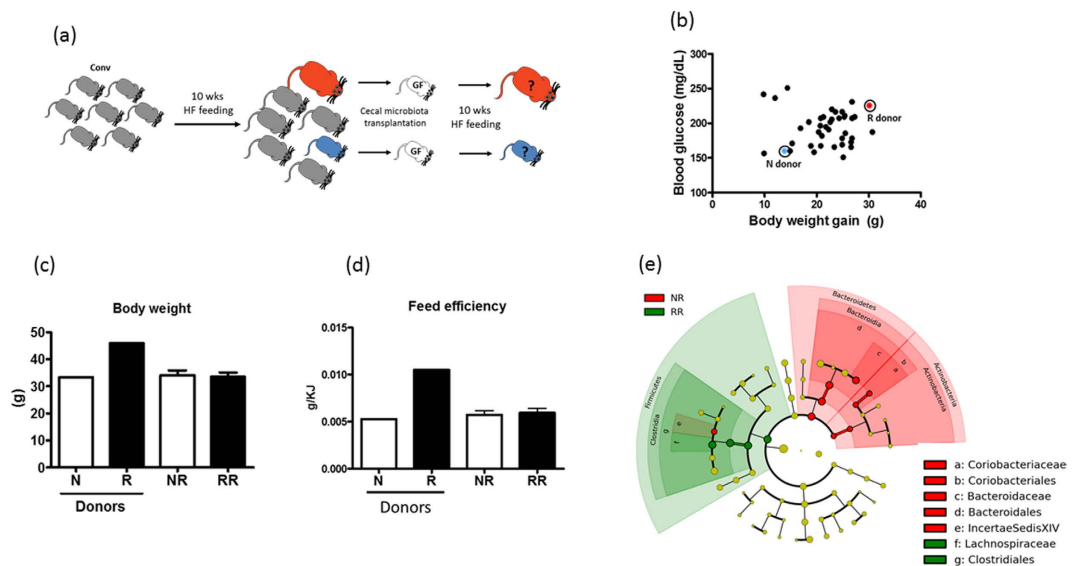 (a)
Conv
10 wks
HF feeding
GF
Cecal microbiota
transplantation
GF
10 wks
HF feeding
?
?
(b)
Blood glucose (mg/dL)
300
250
200
150
100
R donor
N donor
0
10
20
30
40
Body weight gain (g)
(c)
Body weight
(g)
50
40
30
20
10
0
N
R
NR
RR
Donors
(d)
Feed efficiency
g/KJ
0.015
0.010
0.005
0.000
N
R
NR
RR
Donors
(e)
NR
RR
Bacteroidetes
Bacteroidia
d
c
b
a
Actinobacteria
Actinobacteria
Firmicutes
Clostridia
g
f
e
a: Coriobacteriaceae
b: Coriobacteriales
c: Bacteroidaceae
d: Bacteroidales
e: IncertaeSedisXIV
f: Lachnospiraceae
g: Clostridiales